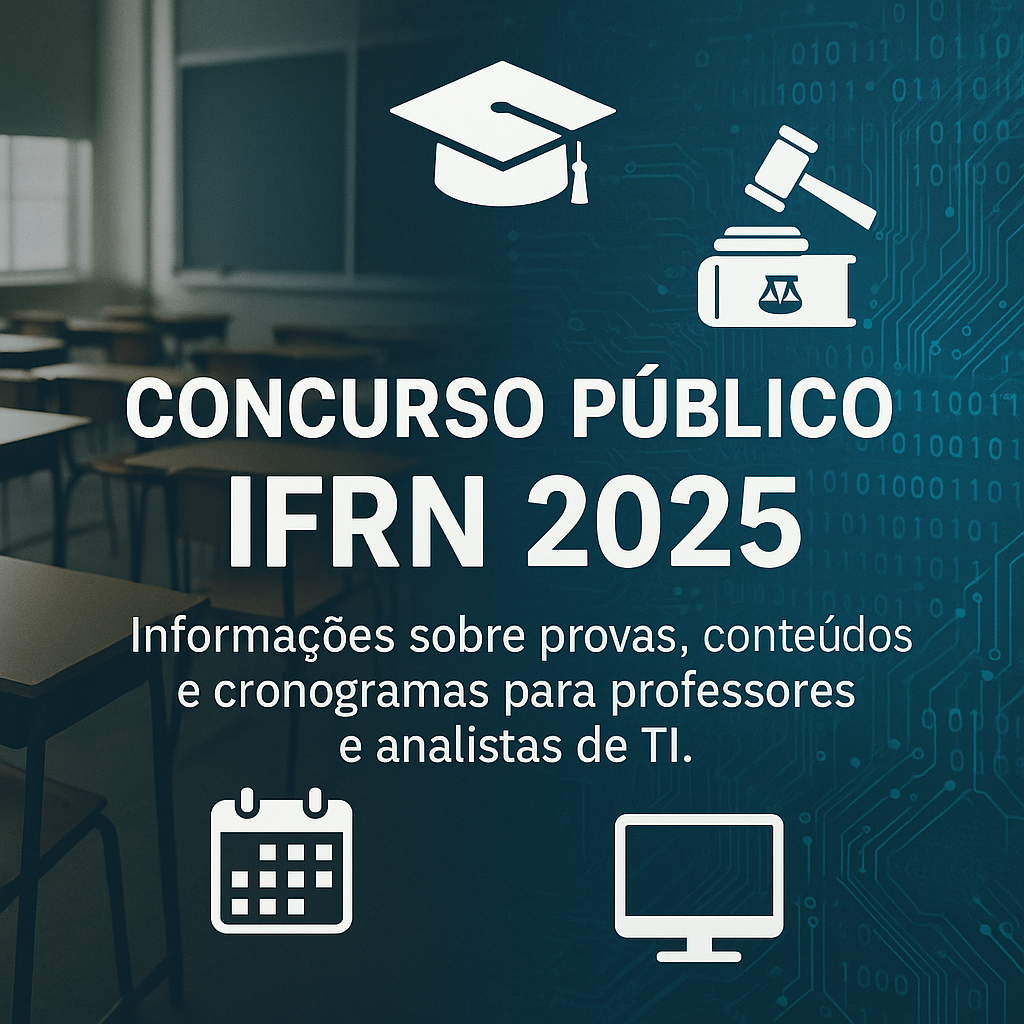 CONCURSO PÚBLICO
IFRN 2025
Informações sobre provas, conteúdos
e cronogramas para professores
e analistas de TI.